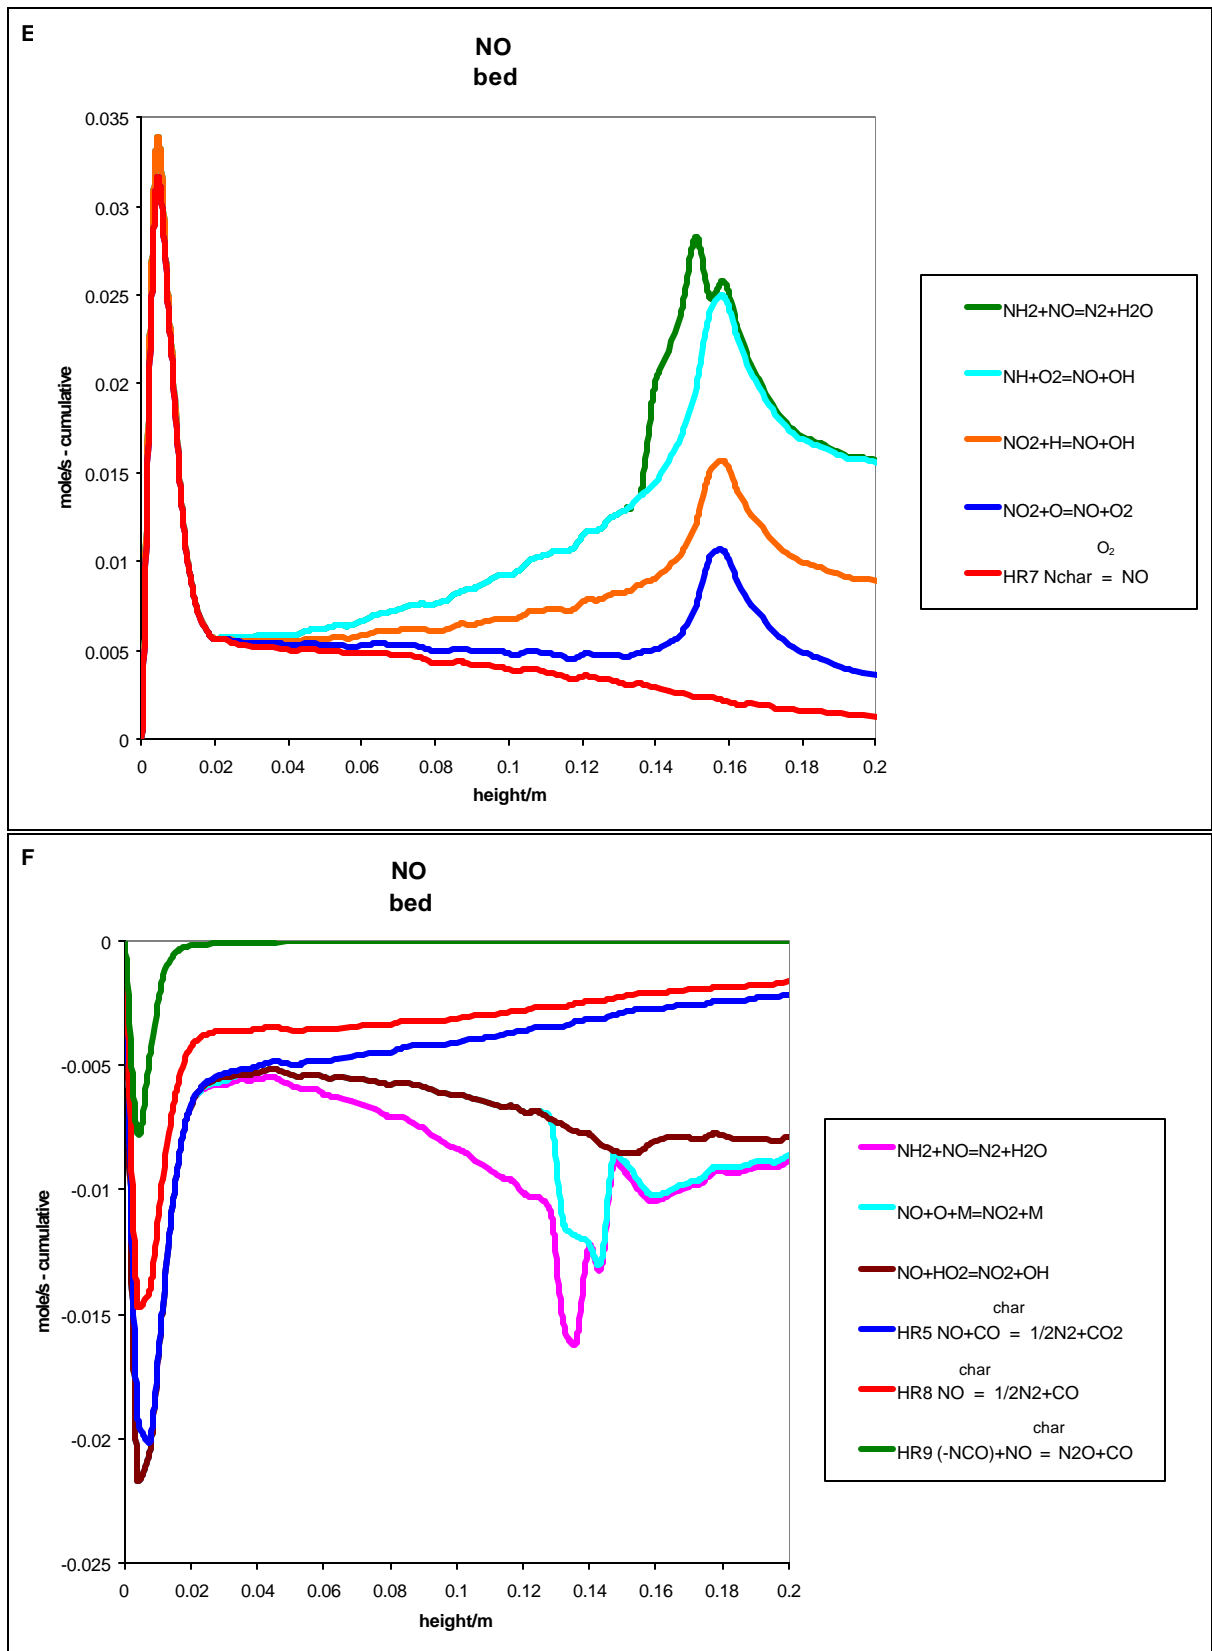 E
NO
bed
0.035
0.03
0.025
0.02
0.015
0.01
0.005
0
mole/s - cumulative
0 0.02 0.04 0.06 0.08 0.1 0.12 0.14 0.16 0.18 0.2
height/m
NH2+NO=N2+H2O
NH+O2=NO+OH
NO2+H=NO+OH
NO2+O=NO+O2
O₂
HR7 Nchar = NO
F
NO
bed
0
-0.005
-0.01
-0.015
-0.02
-0.025
mole/s - cumulative
0 0.02 0.04 0.06 0.08 0.1 0.12 0.14 0.16 0.18 0.2
height/m
NH2+NO=N2+H2O
NO+O+M=NO2+M
NO+HO2=NO2+OH
char
HR5 NO+CO = 1/2N2+CO2
char
HR8 NO = 1/2N2+CO
char
HR9 (-NCO)+NO = N2O+CO